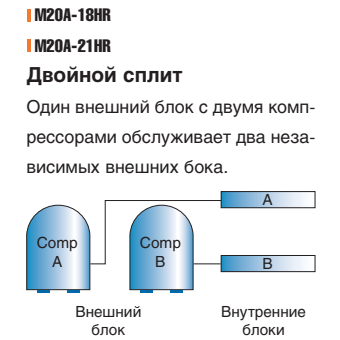 M20A-18HR
M20A-21HR
Двойной сплит
Один внешний блок с двумя комп-
рессорами обслуживает два неза-
висимых внешних бока.
A
Comp
A
Comp
B
B
Внешний
блок
Внутренние
блоки